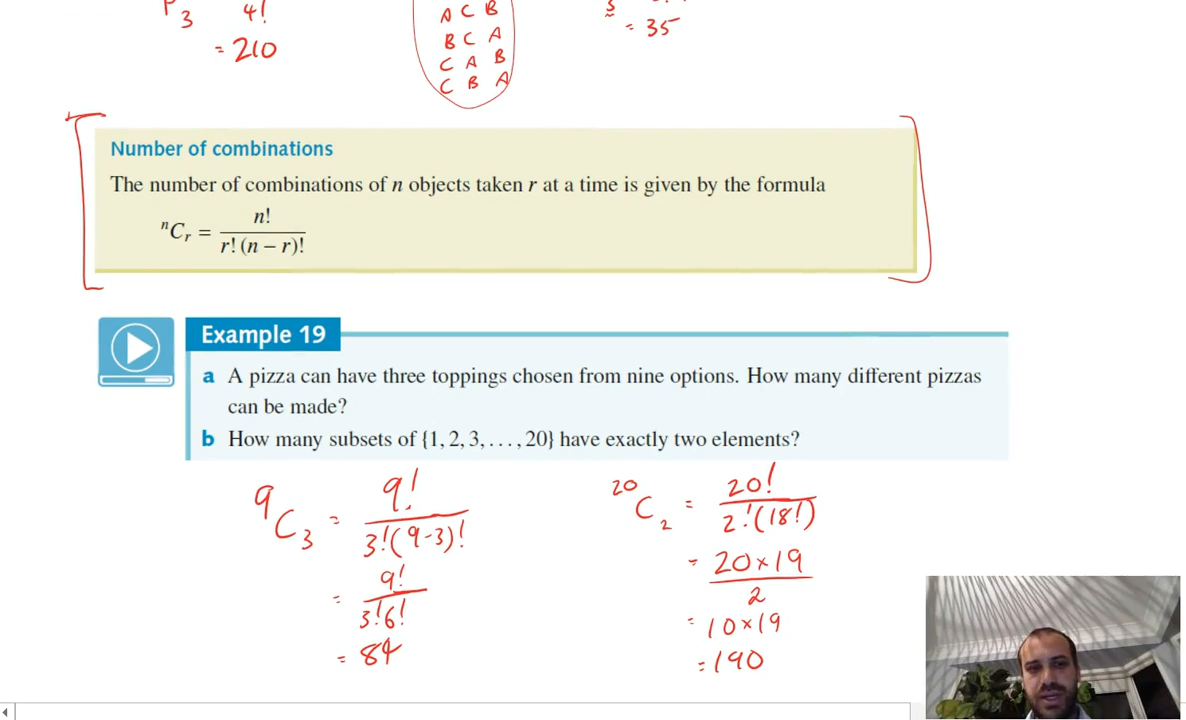 P3 4!
= 210
A C B
B C A
C A B
C B A
= 35
Number of combinations
The number of combinations of n objects taken r at a time is given by the formula
ⁿCᵣ = n! / r! (n − r)!
Example 19
a A pizza can have three toppings chosen from nine options. How many different pizzas
can be made?
b How many subsets of {1, 2, 3, . . . , 20} have exactly two elements?
⁹C₃ = 9! / 3!(9-3)!
= 9! / 3!6!
= 84
²⁰C₂ = 20! / 2!(18!)
= 20×19 / 2
= 10×19
= 190